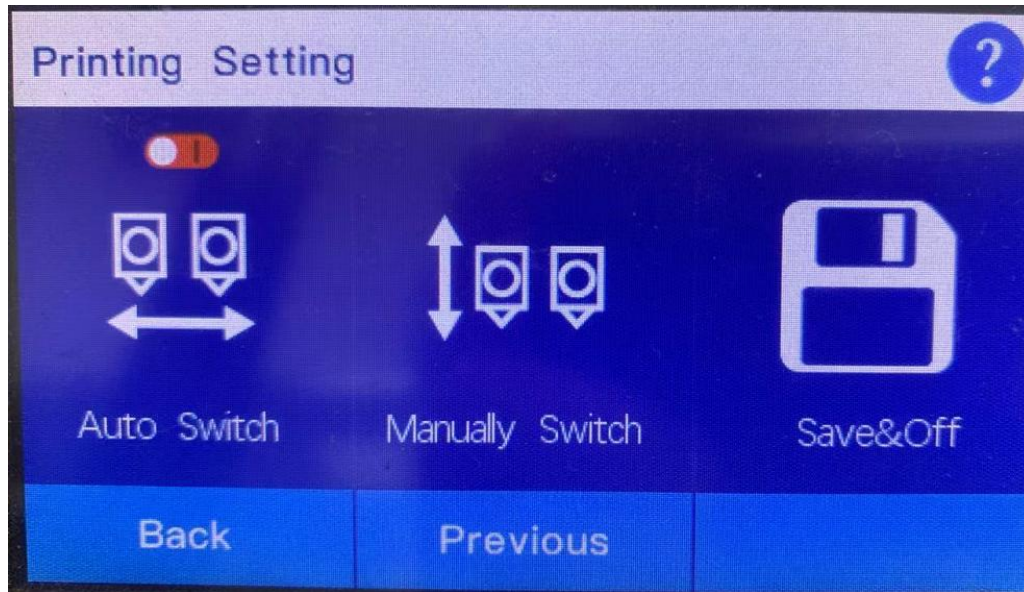 Printing Setting
?
Auto Switch
Manually Switch
Save&Off
Back
Previous